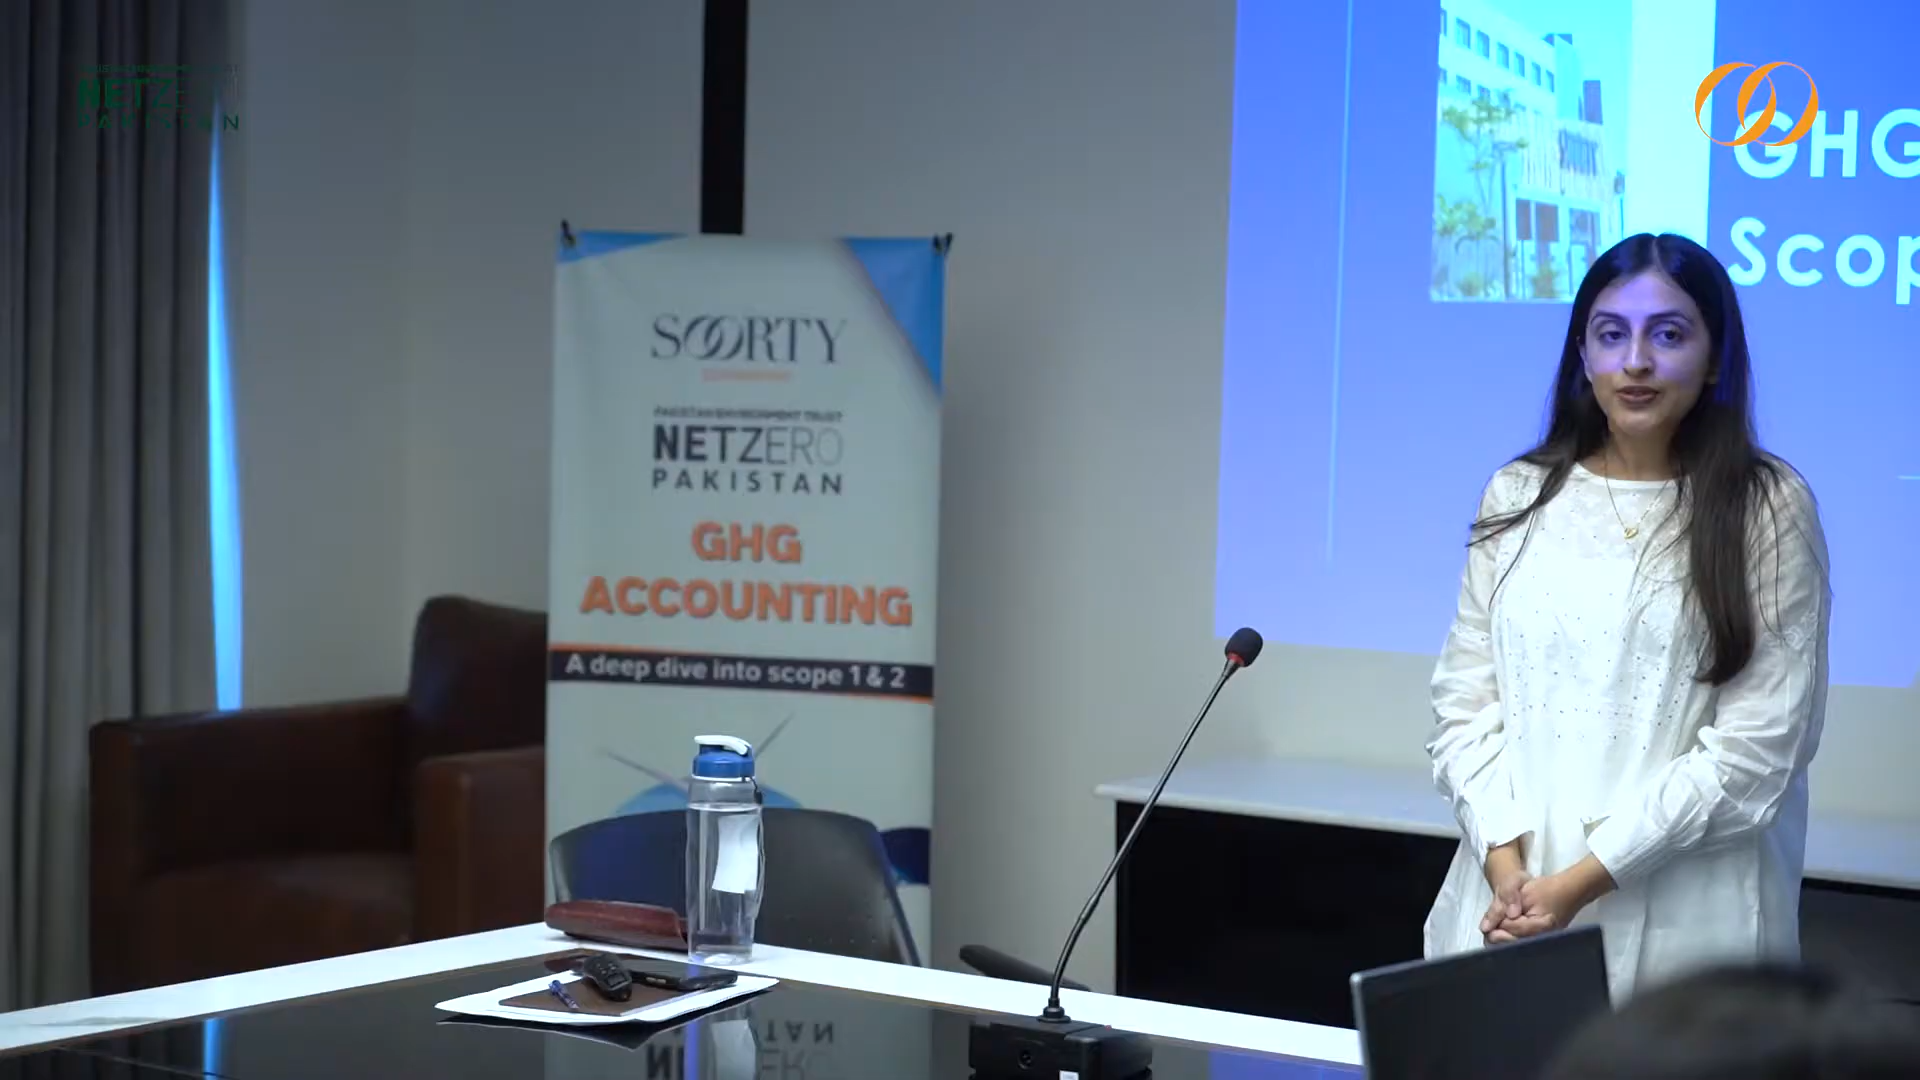 NETZERO
PAKISTAN
SOORTY
PAKISTAN ENVIRONMENT TRUST
NETZERO
PAKISTAN
GHG
ACCOUNTING
A deep dive into scope 1 & 2
GHG
Scop